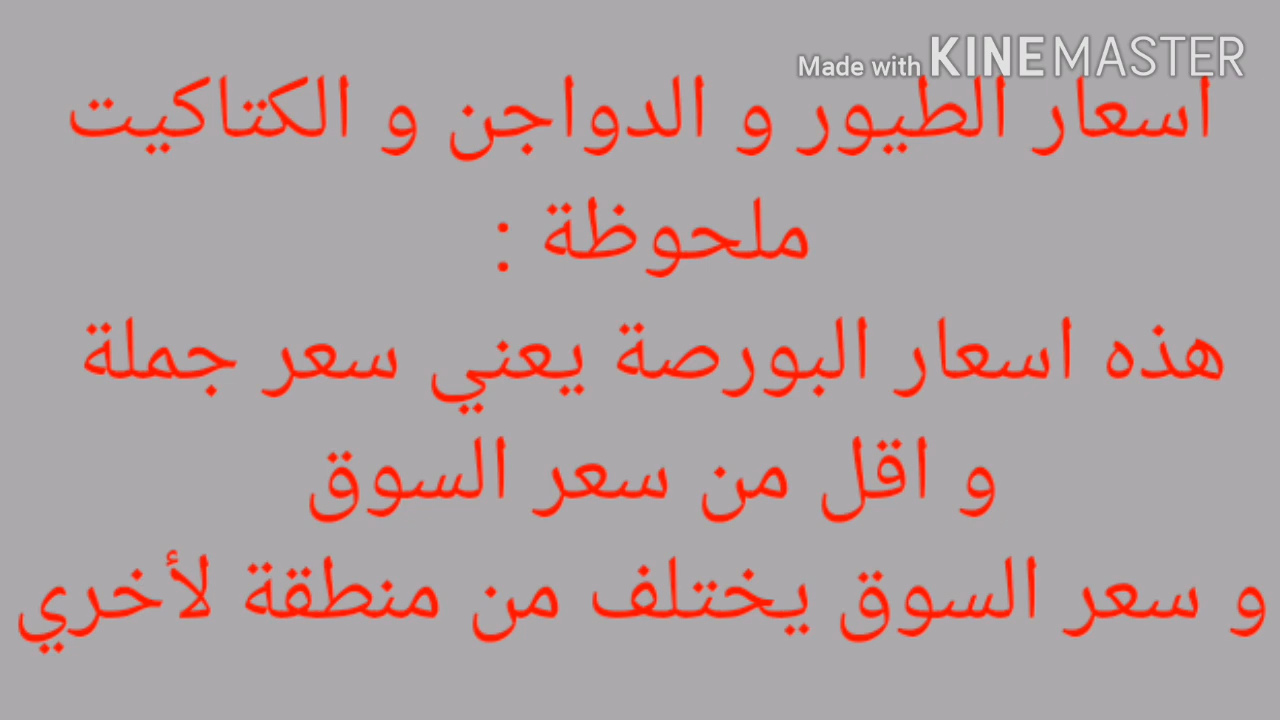 Made with KINEMASTER
اسعار الطيور و الدواجن و الكتاكيت
ملحوظة :
هذه اسعار البورصة يعني سعر جملة
و اقل من سعر السوق
و سعر السوق يختلف من منطقة لأخري